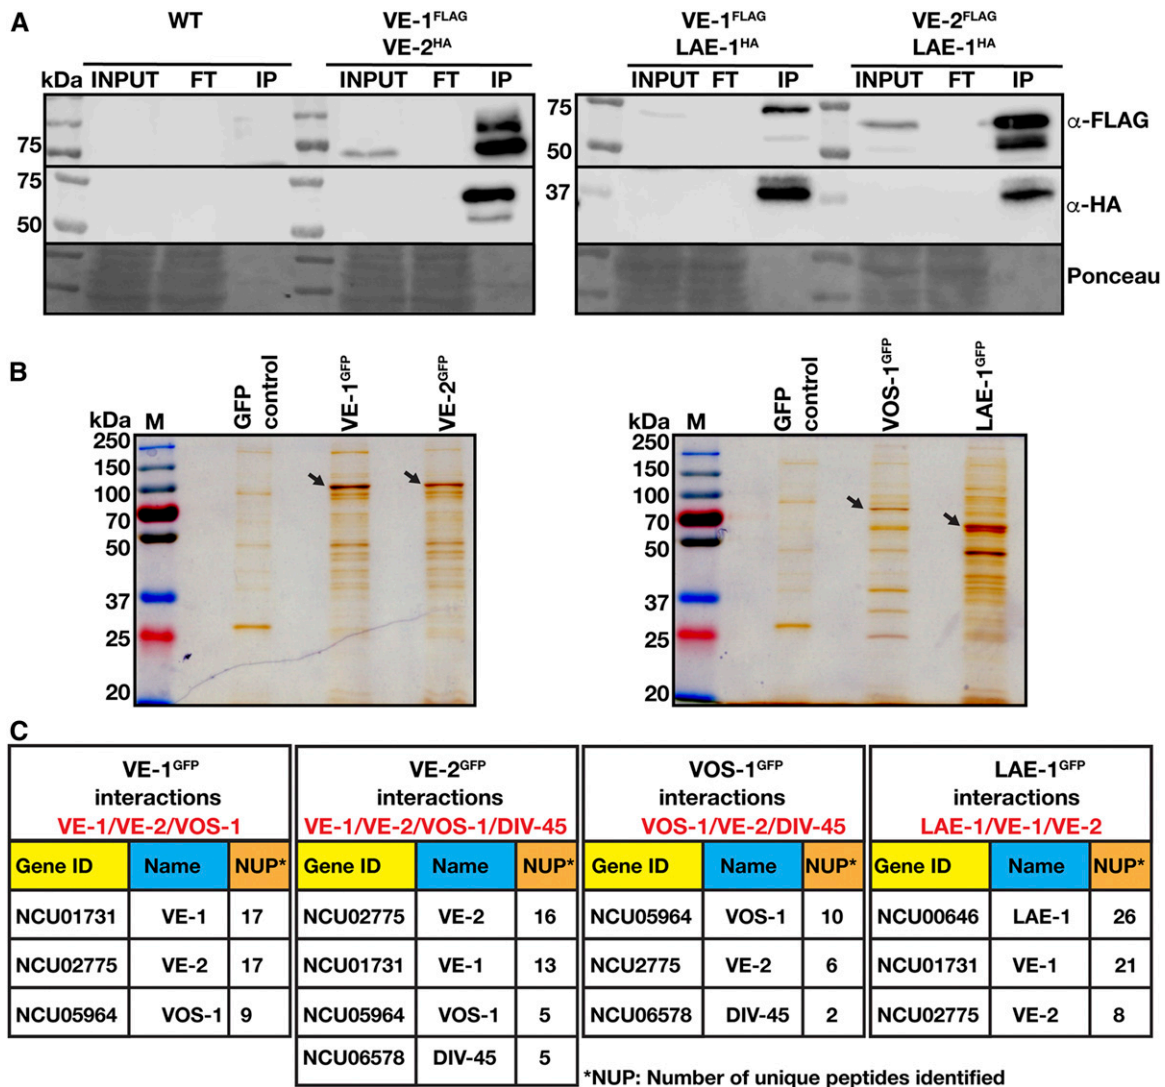 A
WT
VE-1FLAG
VE-2HA
VE-1FLAG
LAE-1HA
VE-2FLAG
LAE-1HA
kDa INPUT FT IP INPUT FT IP INPUT FT IP INPUT FT IP
75
75
50
75
50
37
α-FLAG
α-HA
Ponceau
B
kDa M GFP control VE-1GFP VE-2GFP
250
150
100
70
50
37
25
20
kDa M GFP control VOS-1GFP LAE-1GFP
250
150
100
70
50
37
25
20
C
VE-1GFP
interactions
VE-1/VE-2/VOS-1
Gene ID Name NUP*
NCU01731 VE-1 17
NCU02775 VE-2 17
NCU05964 VOS-1 9
VE-2GFP
interactions
VE-1/VE-2/VOS-1/DIV-45
Gene ID Name NUP*
NCU02775 VE-2 16
NCU01731 VE-1 13
NCU05964 VOS-1 5
NCU06578 DIV-45 5
VOS-1GFP
interactions
VOS-1/VE-2/DIV-45
Gene ID Name NUP*
NCU05964 VOS-1 10
NCU2775 VE-2 6
NCU06578 DIV-45 2
LAE-1GFP
interactions
LAE-1/VE-1/VE-2
Gene ID Name NUP*
NCU00646 LAE-1 26
NCU01731 VE-1 21
NCU02775 VE-2 8
*NUP: Number of unique peptides identified